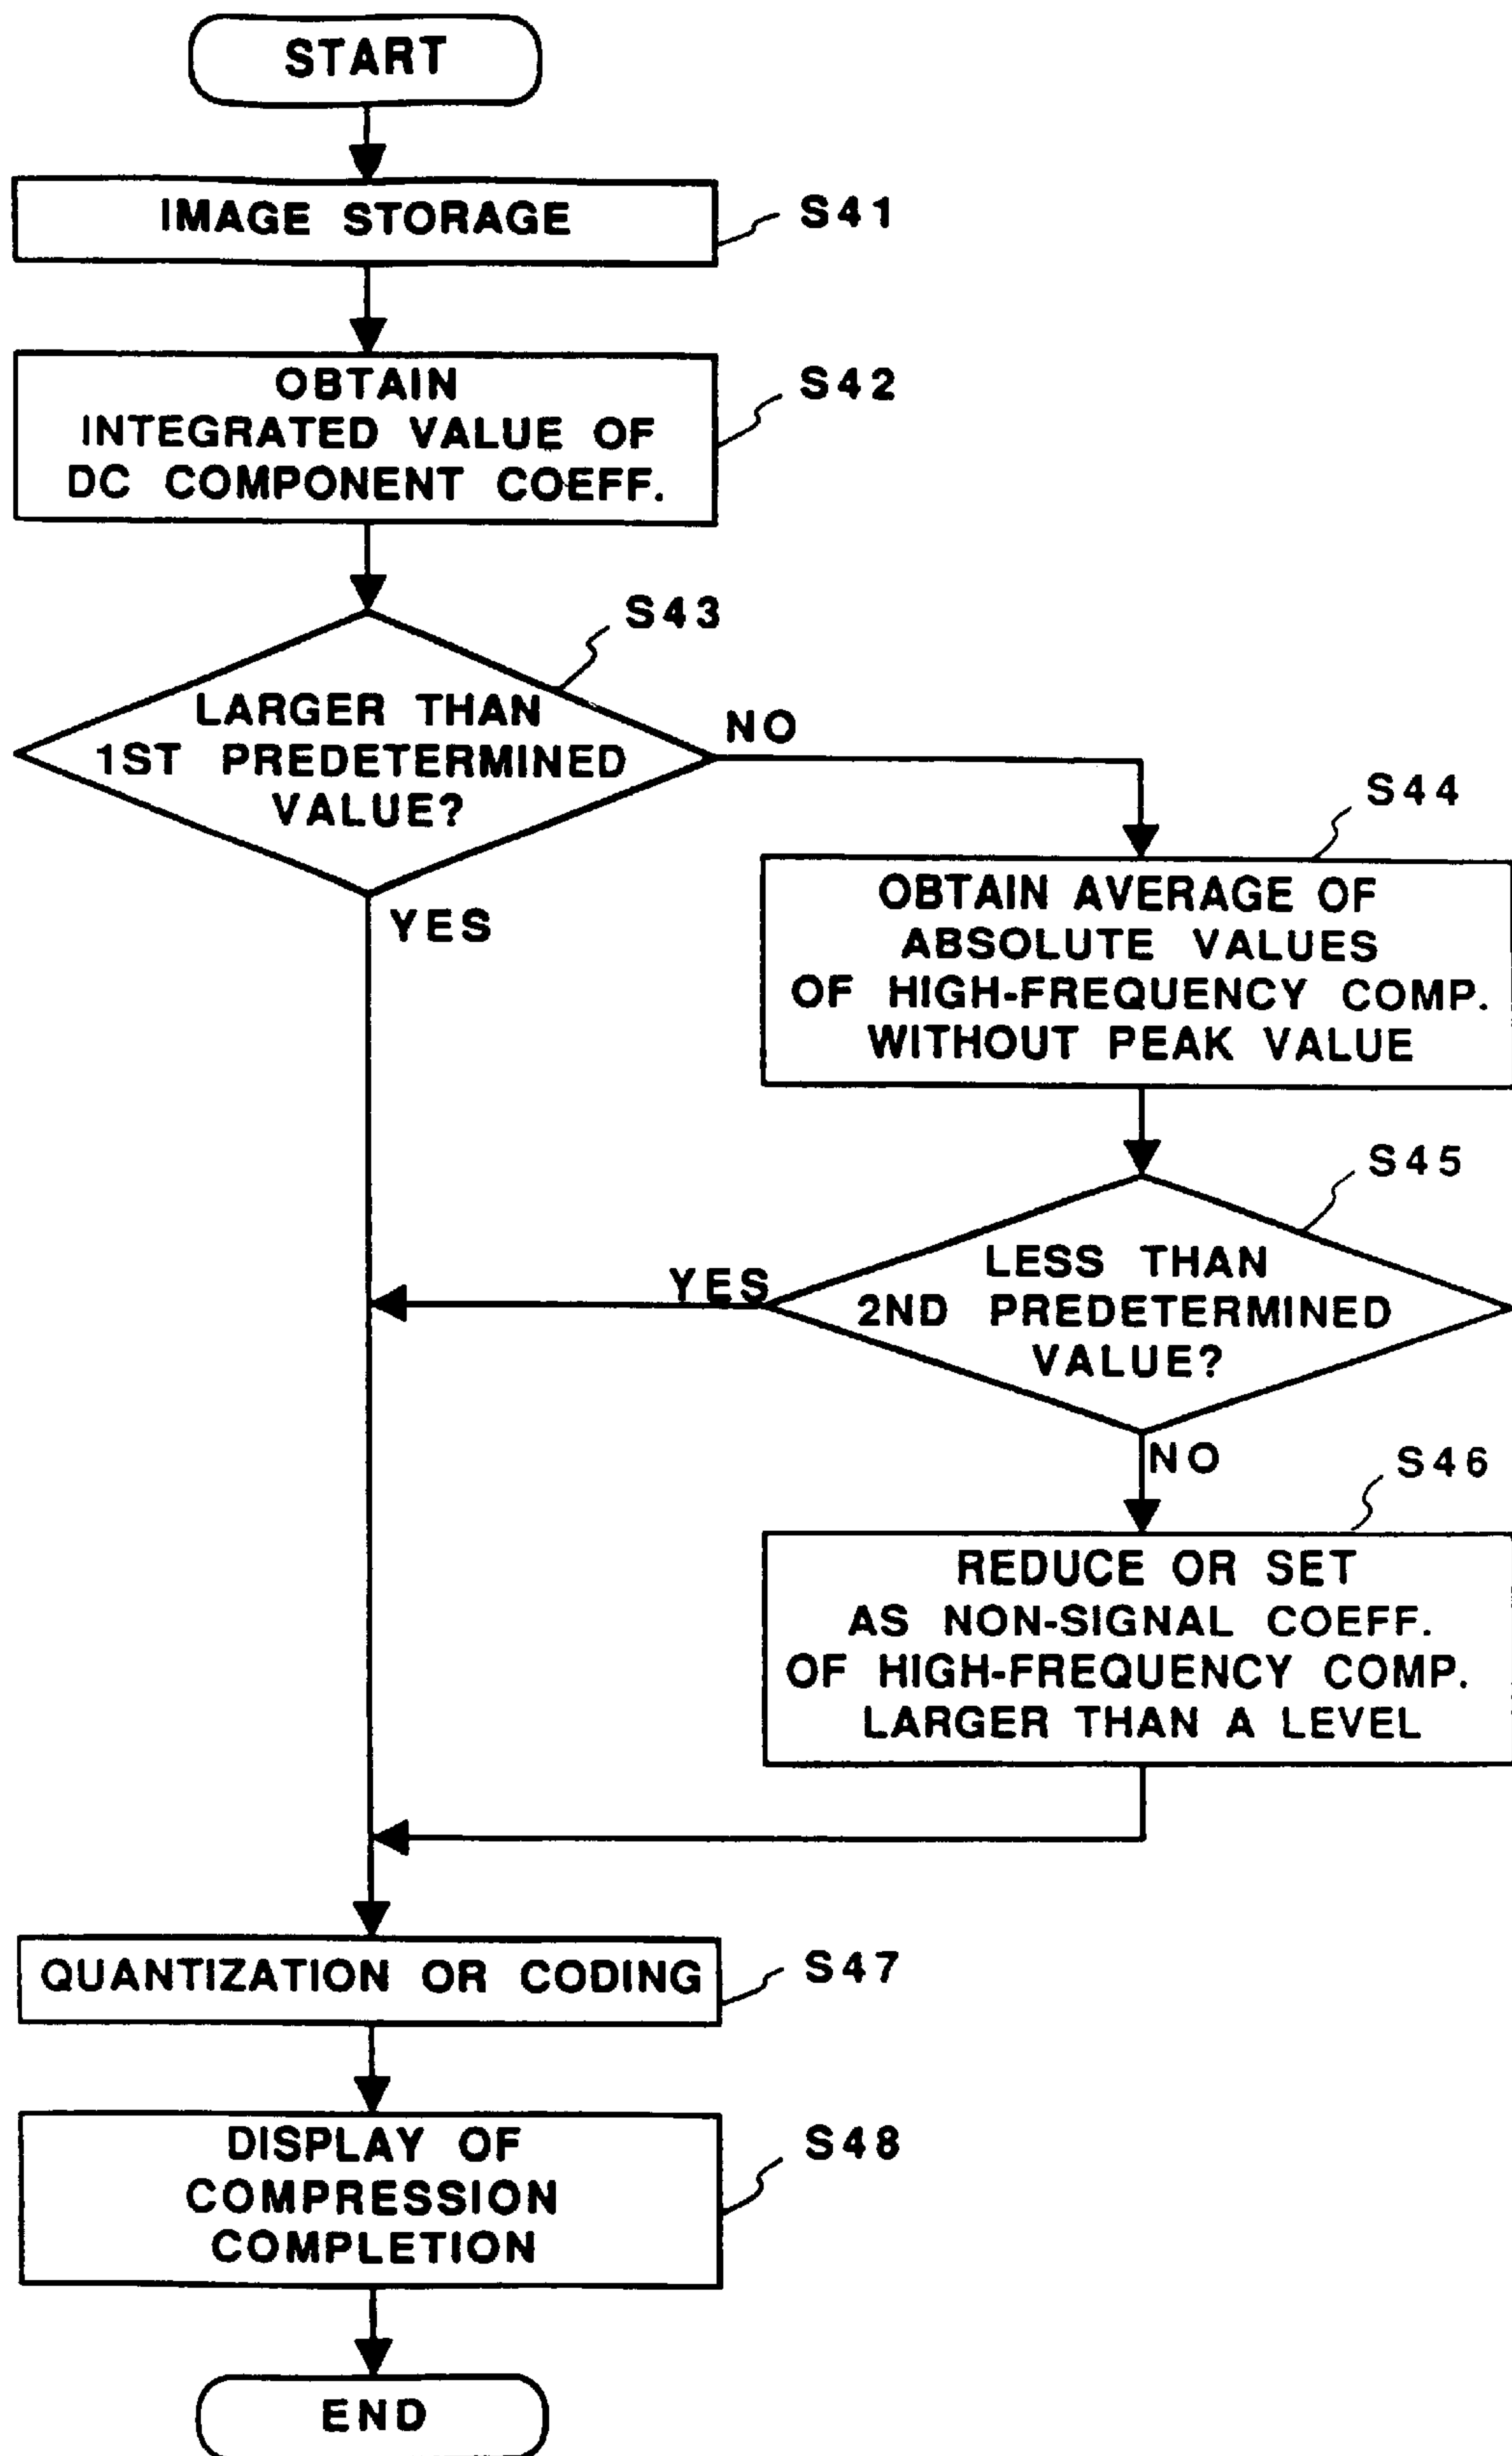 START
IMAGE STORAGE
S41
OBTAIN
INTEGRATED VALUE OF
DC COMPONENT COEFF.
S42
S43
LARGER THAN
1ST PREDETERMINED
VALUE?
NO
YES
S44
OBTAIN AVERAGE OF
ABSOLUTE VALUES
OF HIGH-FREQUENCY COMP.
WITHOUT PEAK VALUE
S45
LESS THAN
2ND PREDETERMINED
VALUE?
YES
NO
S46
REDUCE OR SET
AS NON-SIGNAL COEFF.
OF HIGH-FREQUENCY COMP.
LARGER THAN A LEVEL
QUANTIZATION OR CODING
S47
DISPLAY OF
COMPRESSION
COMPLETION
S48
END